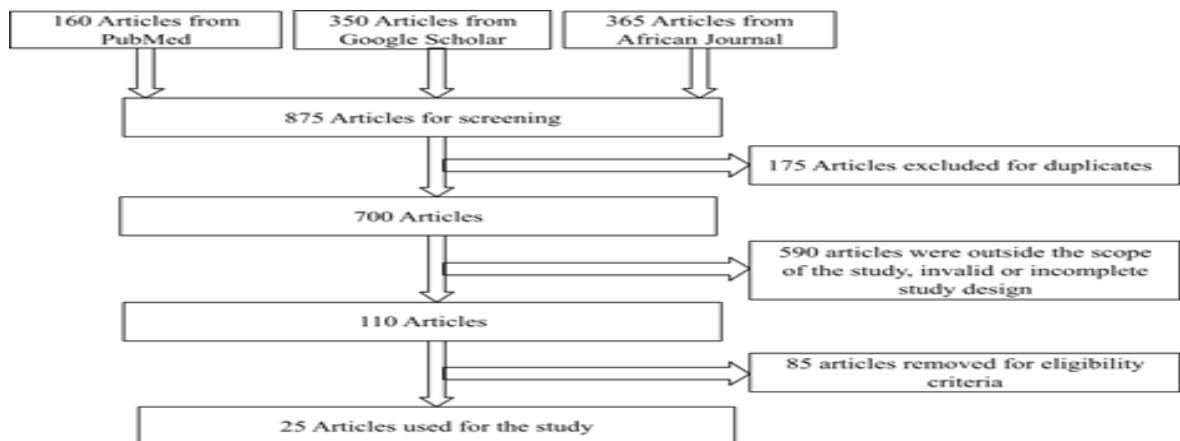 160 Articles from
PubMed
350 Articles from
Google Scholar
365 Articles from
African Journal
875 Articles for screening
175 Articles excluded for duplicates
700 Articles
590 articles were outside the scope
of the study, invalid or incomplete
study design
110 Articles
85 articles removed for eligibility
criteria
25 Articles used for the study